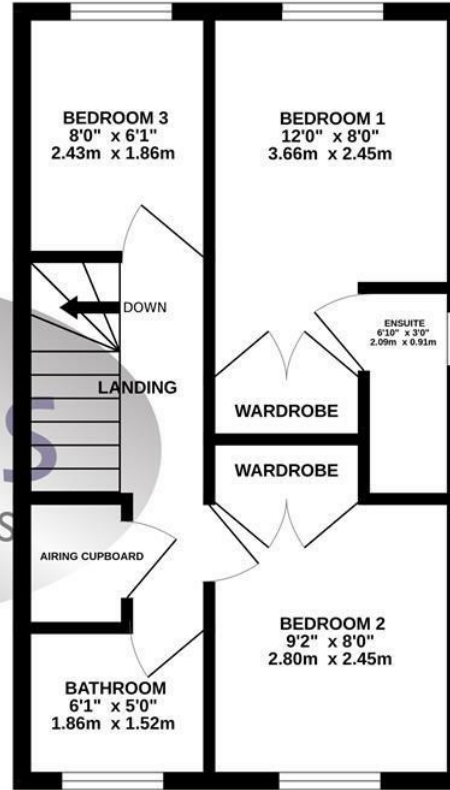 BEDROOM 3
8'0" x 6'1"
2.43m x 1.86m
BEDROOM 1
12'0" x 8'0"
3.66m x 2.45m
DOWN
ENSUITE
6'10" x 3'0"
2.09m x 0.91m
LANDING
WARDROBE
WARDROBE
S
S
AIRING CUPBOARD
BEDROOM 2
9'2" x 8'0"
2.80m x 2.45m
BATHROOM
6'1" x 5'0"
1.86m x 1.52m